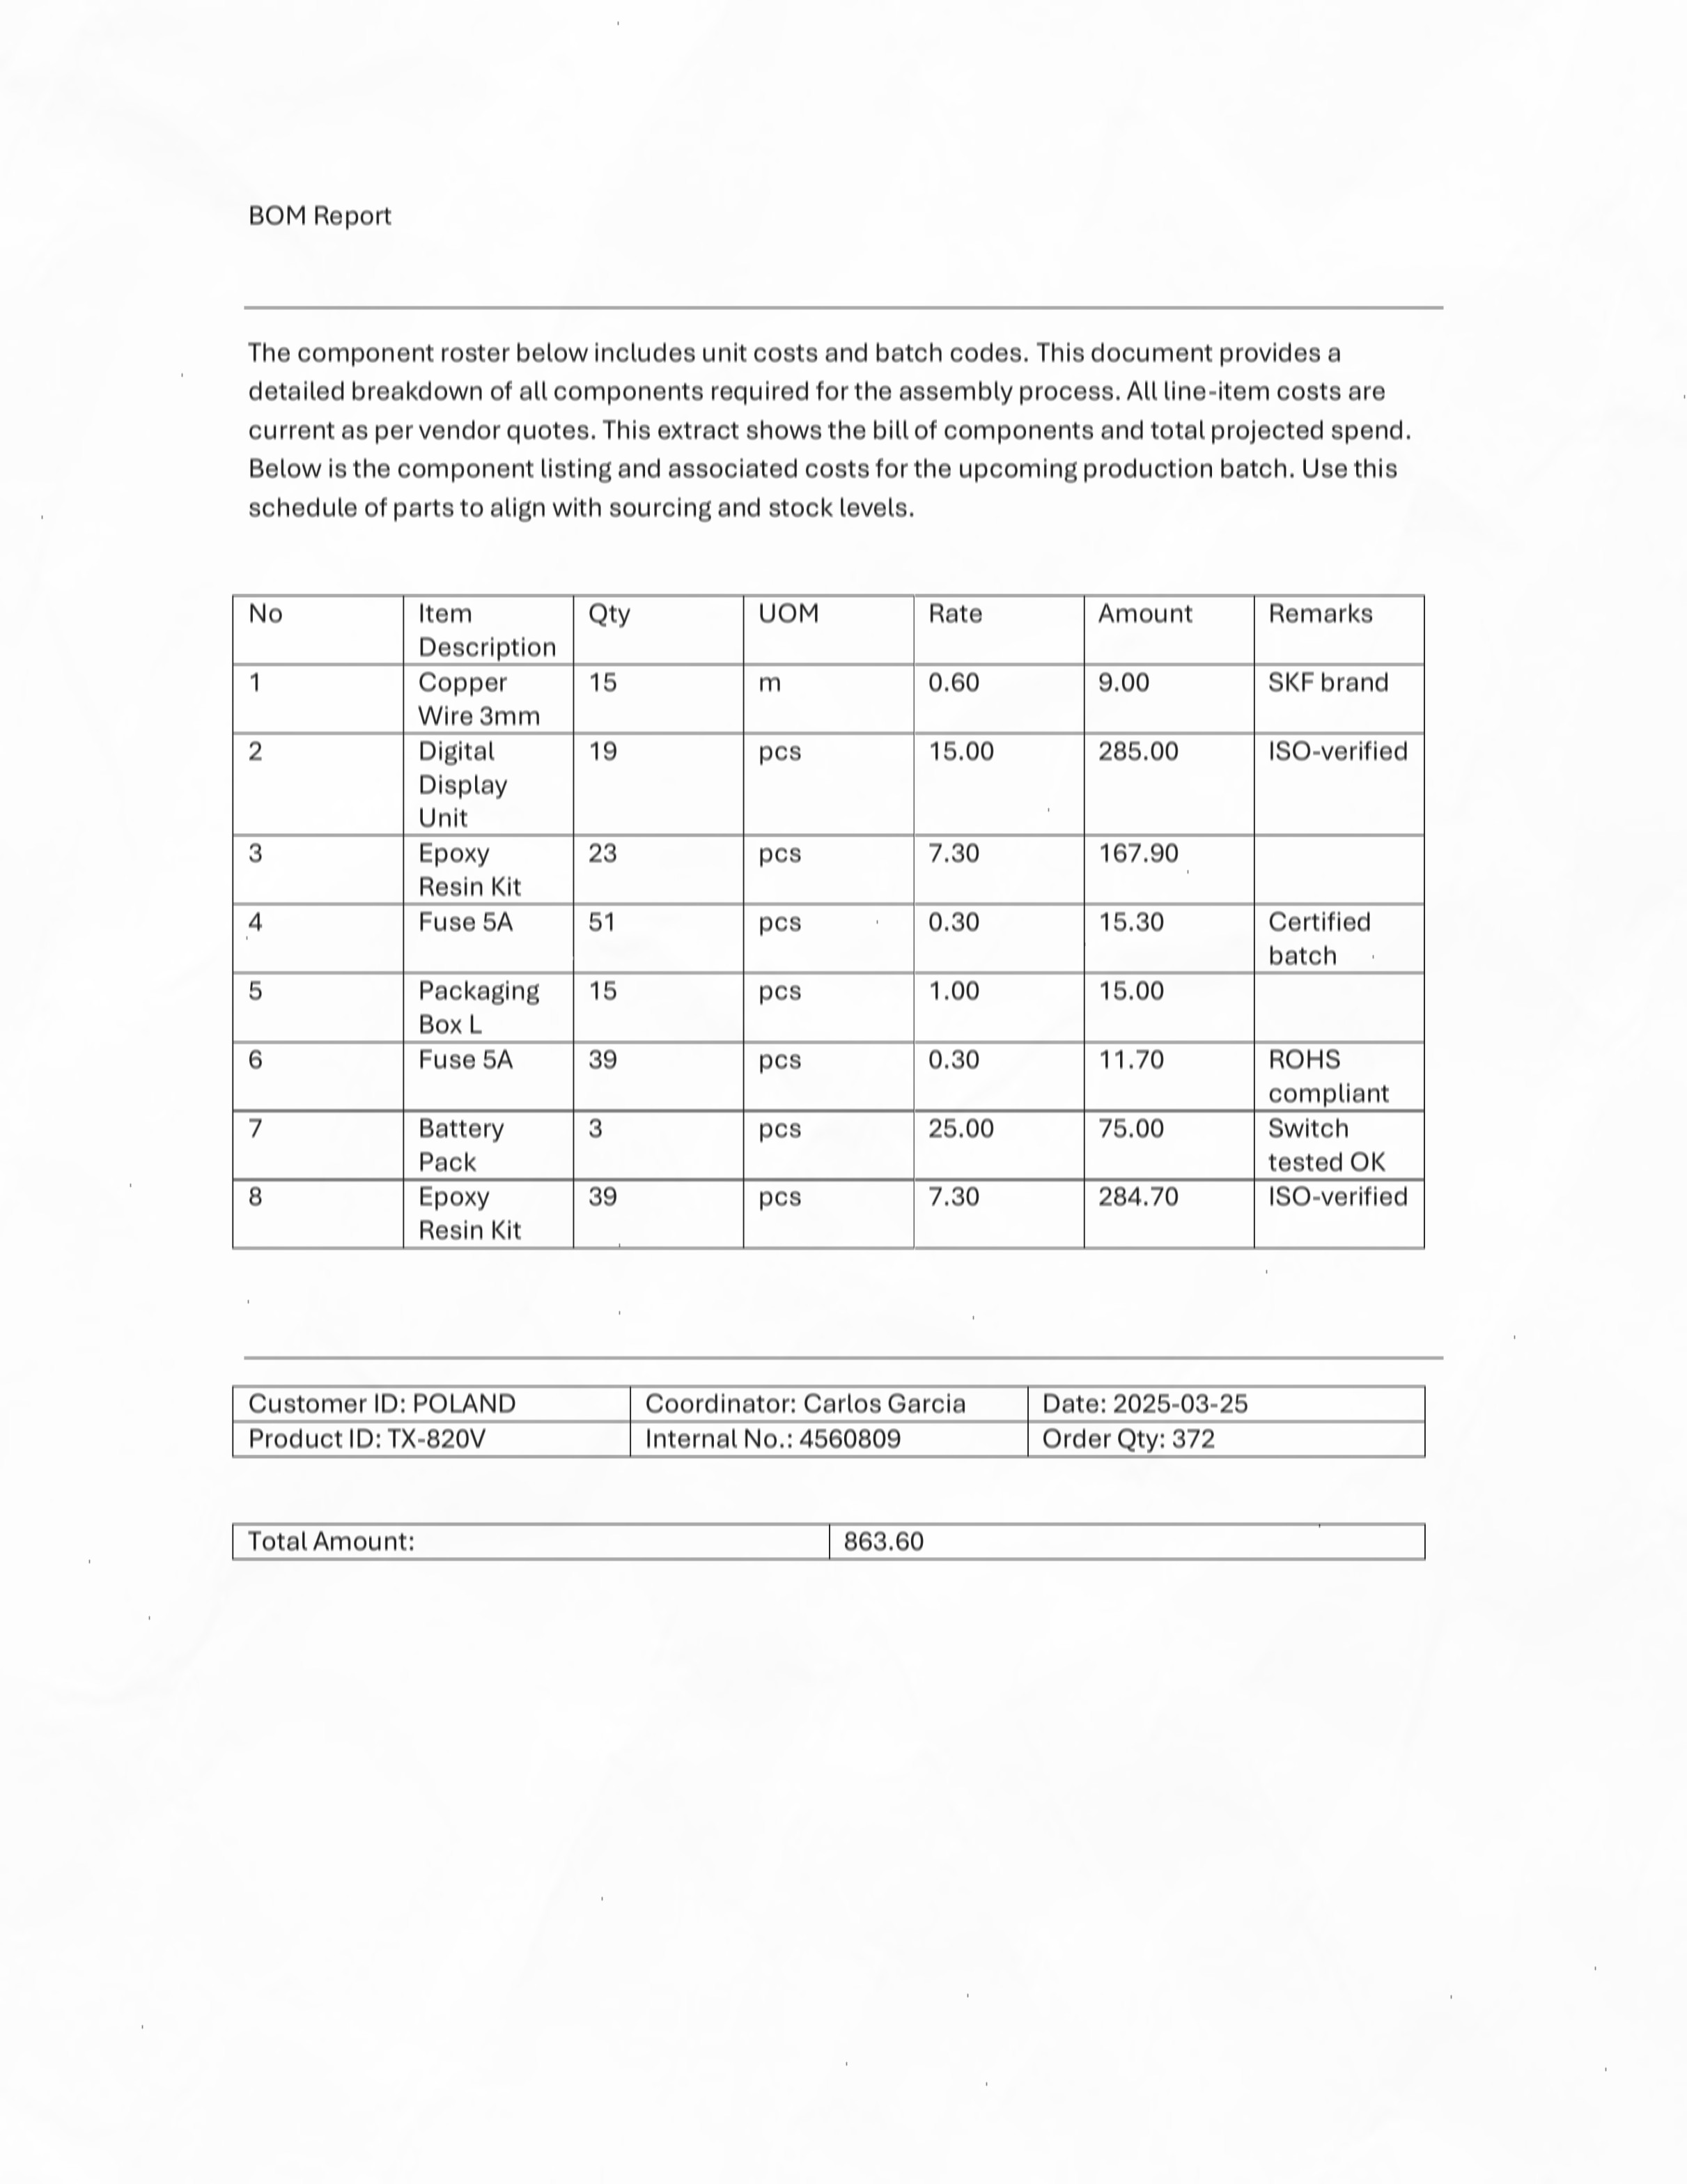 BOM Report
The component roster below includes unit costs and batch codes. This document provides a
detailed breakdown of all components required for the assembly process. All line-item costs are
current as per vendor quotes. This extract shows the bill of components and total projected spend.
Below is the component listing and associated costs for the upcoming production batch. Use this
schedule of parts to align with sourcing and stock levels.
No Item Description Qty UOM Rate Amount Remarks
1 Copper Wire 3mm 15 m 0.60 9.00 SKF brand
2 Digital Display Unit 19 pcs 15.00 285.00 ISO-verified
3 Epoxy Resin Kit 23 pcs 7.30 167.90
4 Fuse 5A 51 pcs 0.30 15.30 Certified batch
5 Packaging Box L 15 pcs 1.00 15.00
6 Fuse 5A 39 pcs 0.30 11.70 ROHS compliant
7 Battery Pack 3 pcs 25.00 75.00 Switch tested OK
8 Epoxy Resin Kit 39 pcs 7.30 284.70 ISO-verified
Customer ID: POLAND Coordinator: Carlos Garcia Date: 2025-03-25
Product ID: TX-820V Internal No.: 4560809 Order Qty: 372
Total Amount: 863.60